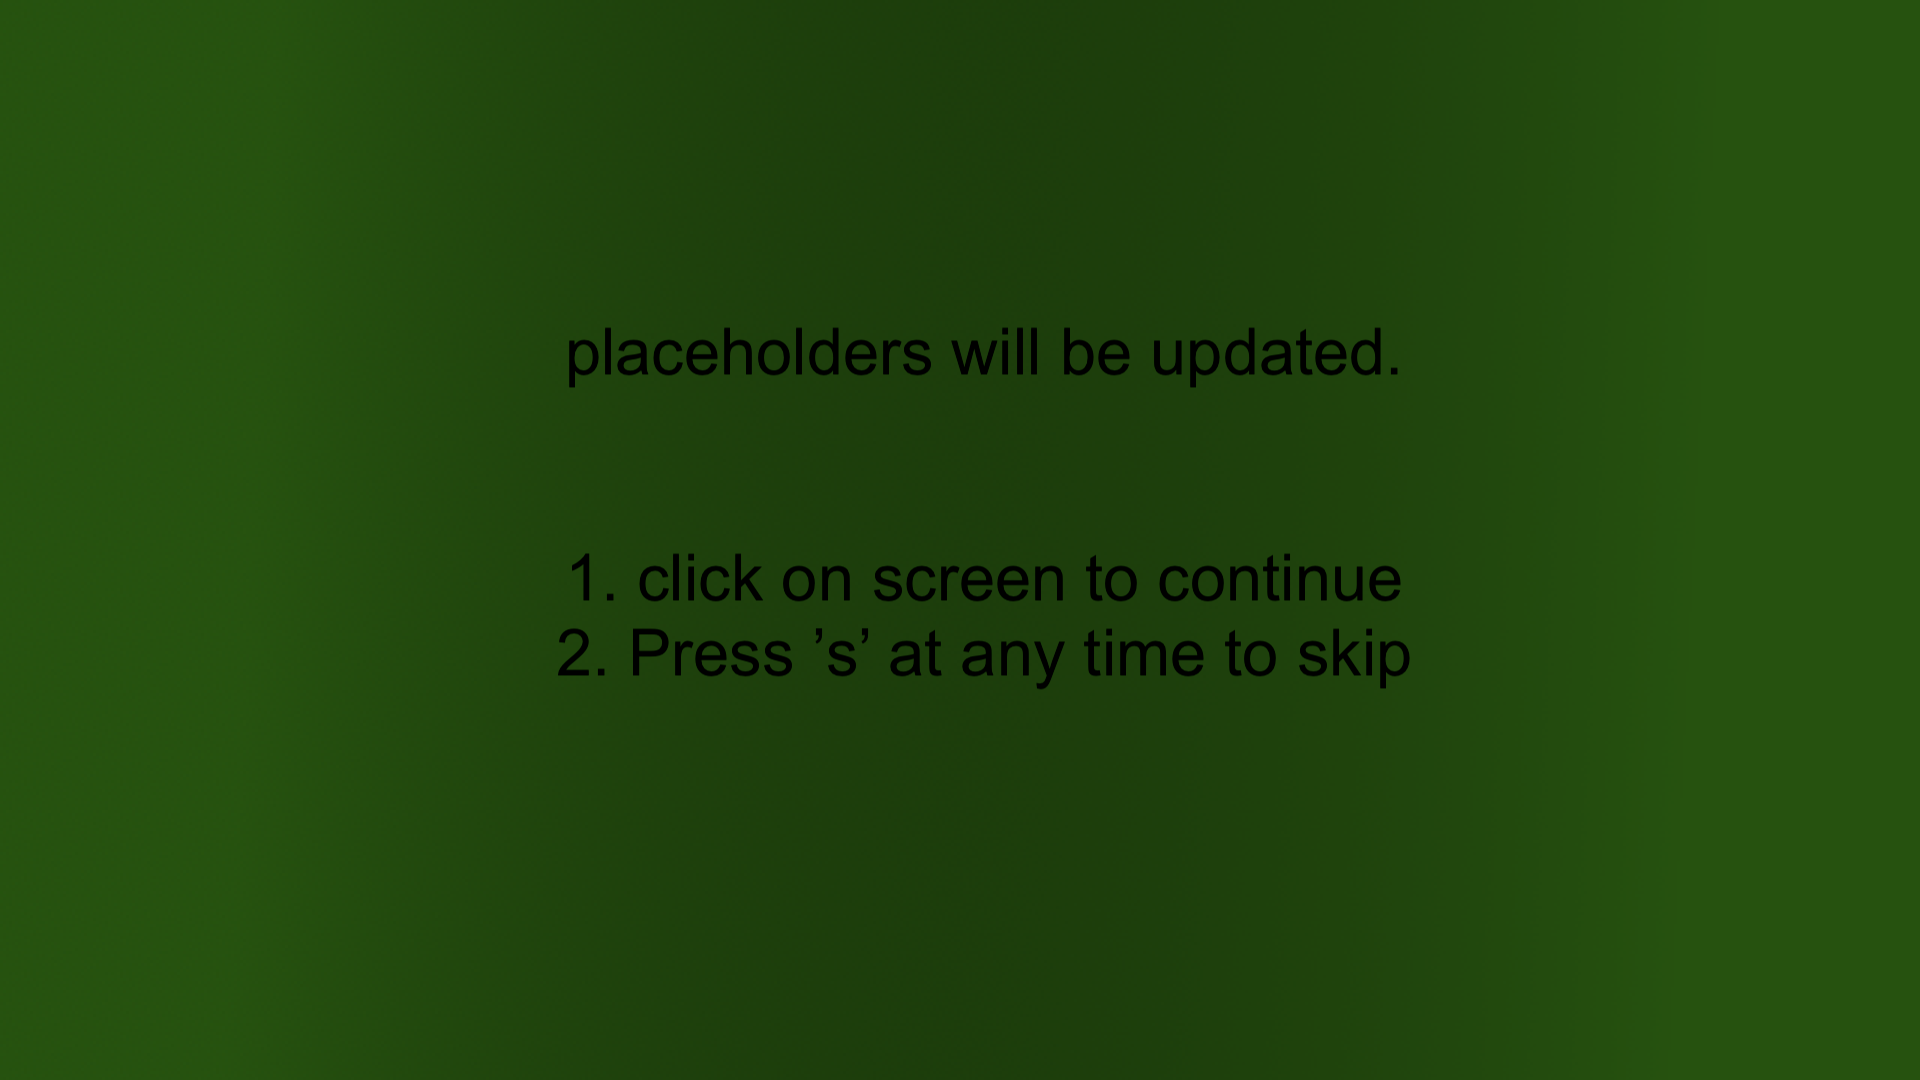 placeholders will be updated.
1. click on screen to continue
2. Press ’s’ at any time to skip